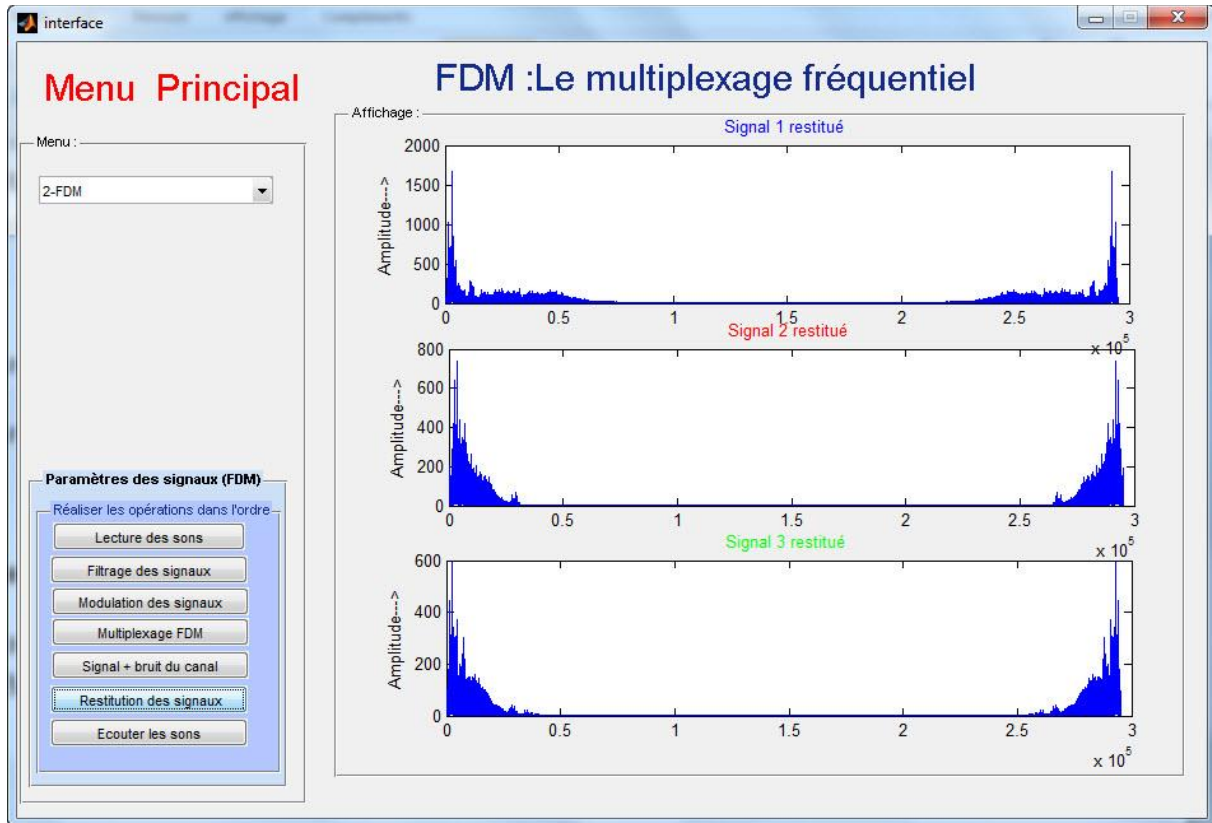 interface
Menu Principal
FDM :Le multiplexage fréquentiel
Menu :
2-FDM
Paramètres des signaux (FDM)
Réaliser les opérations dans l'ordre
Lecture des sons
Filtrage des signaux
Modulation des signaux
Multiplexage FDM
Signal + bruit du canal
Restitution des signaux
Ecouter les sons
Affichage :
Signal 1 restitué
Amplitude--->
2000
1500
1000
500
0
0 0.5 1 1.5 2 2.5 3
x 10^5
Signal 2 restitué
Amplitude--->
800
600
400
200
0
0 0.5 1 1.5 2 2.5 3
x 10^5
Signal 3 restitué
Amplitude--->
600
400
200
0
0 0.5 1 1.5 2 2.5 3
x 10^5